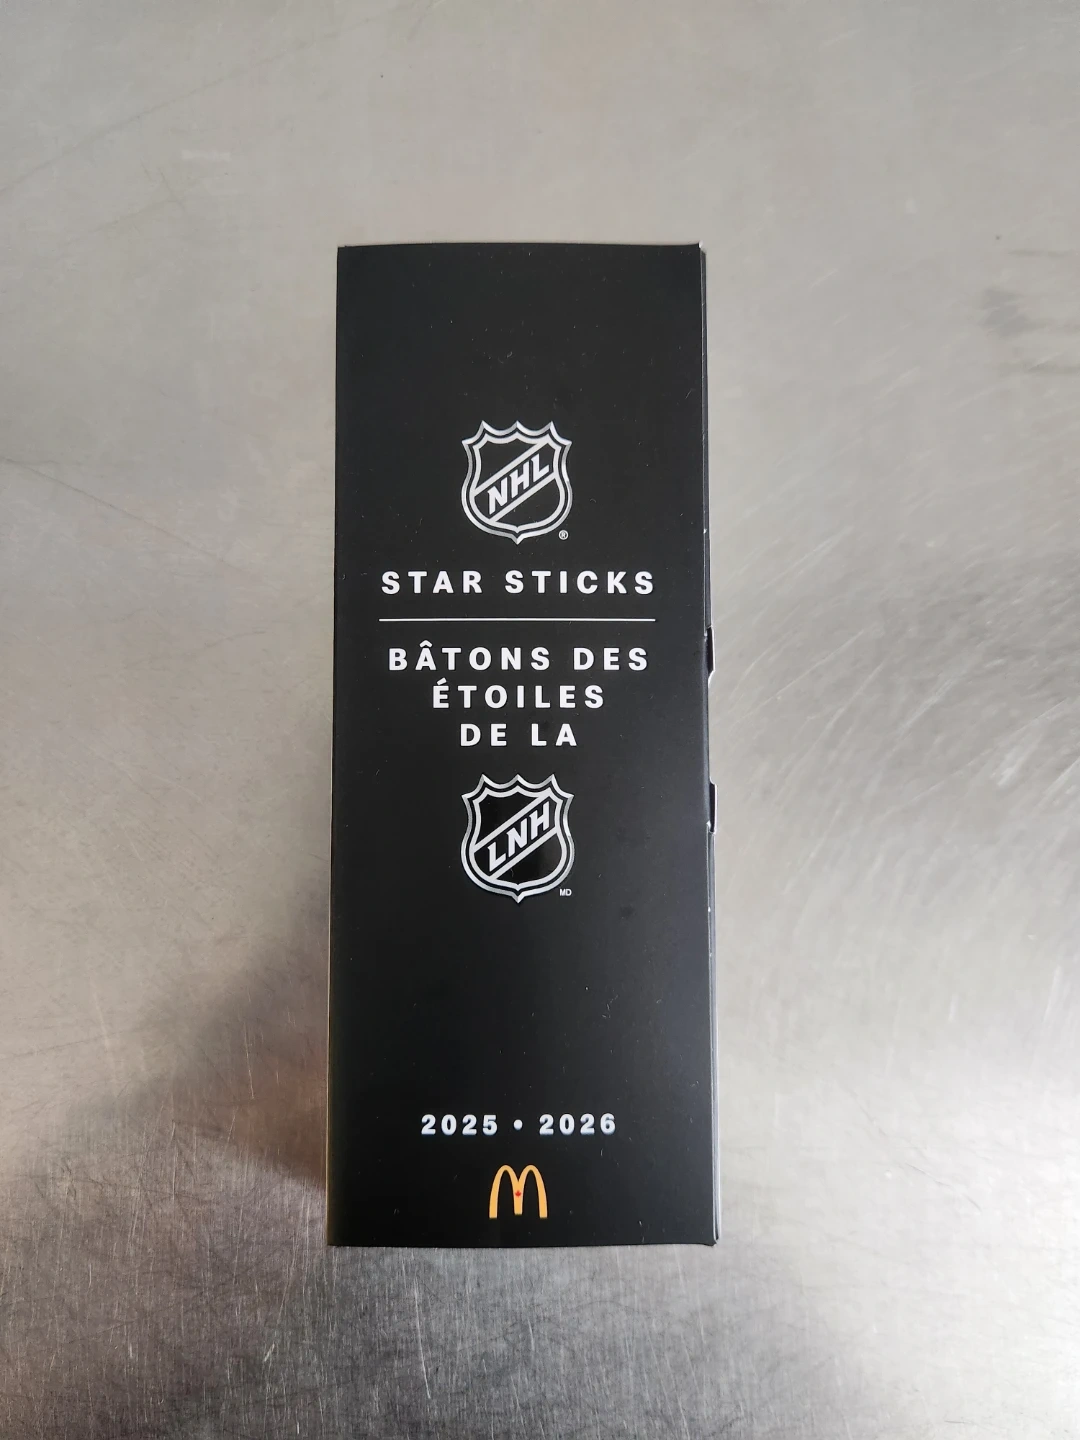 NHL
®
STAR STICKS
BÂTONS DES
ÉTOILES
DE LA
LNH
MD
2025 • 2026